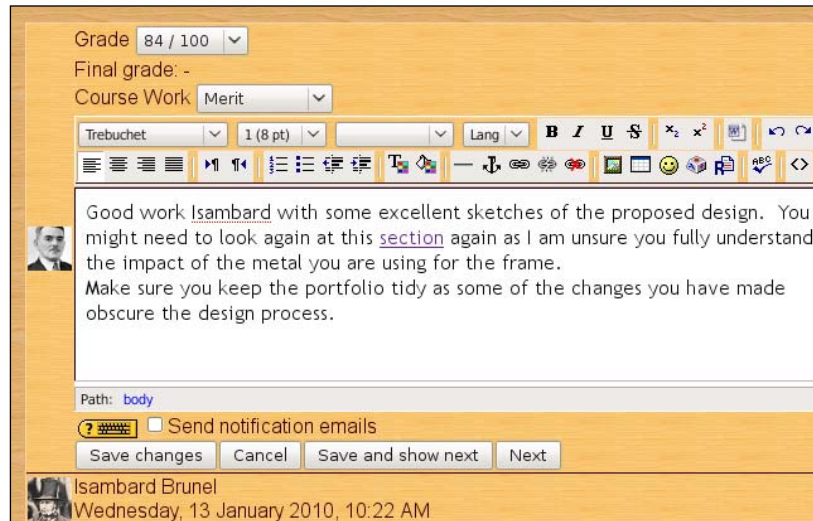 Grade 84 / 100
Final grade: -
Course Work Merit
Trebuchet 1 (8 pt) Lang B I U S x₂ x²
ABC <>
Good work Isambard with some excellent sketches of the proposed design. You
might need to look again at this section again as I am unsure you fully understand
the impact of the metal you are using for the frame.
Make sure you keep the portfolio tidy as some of the changes you have made
obscure the design process.
Path: body
? Send notification emails
Save changes Cancel Save and show next Next
Isambard Brunel
Wednesday, 13 January 2010, 10:22 AM